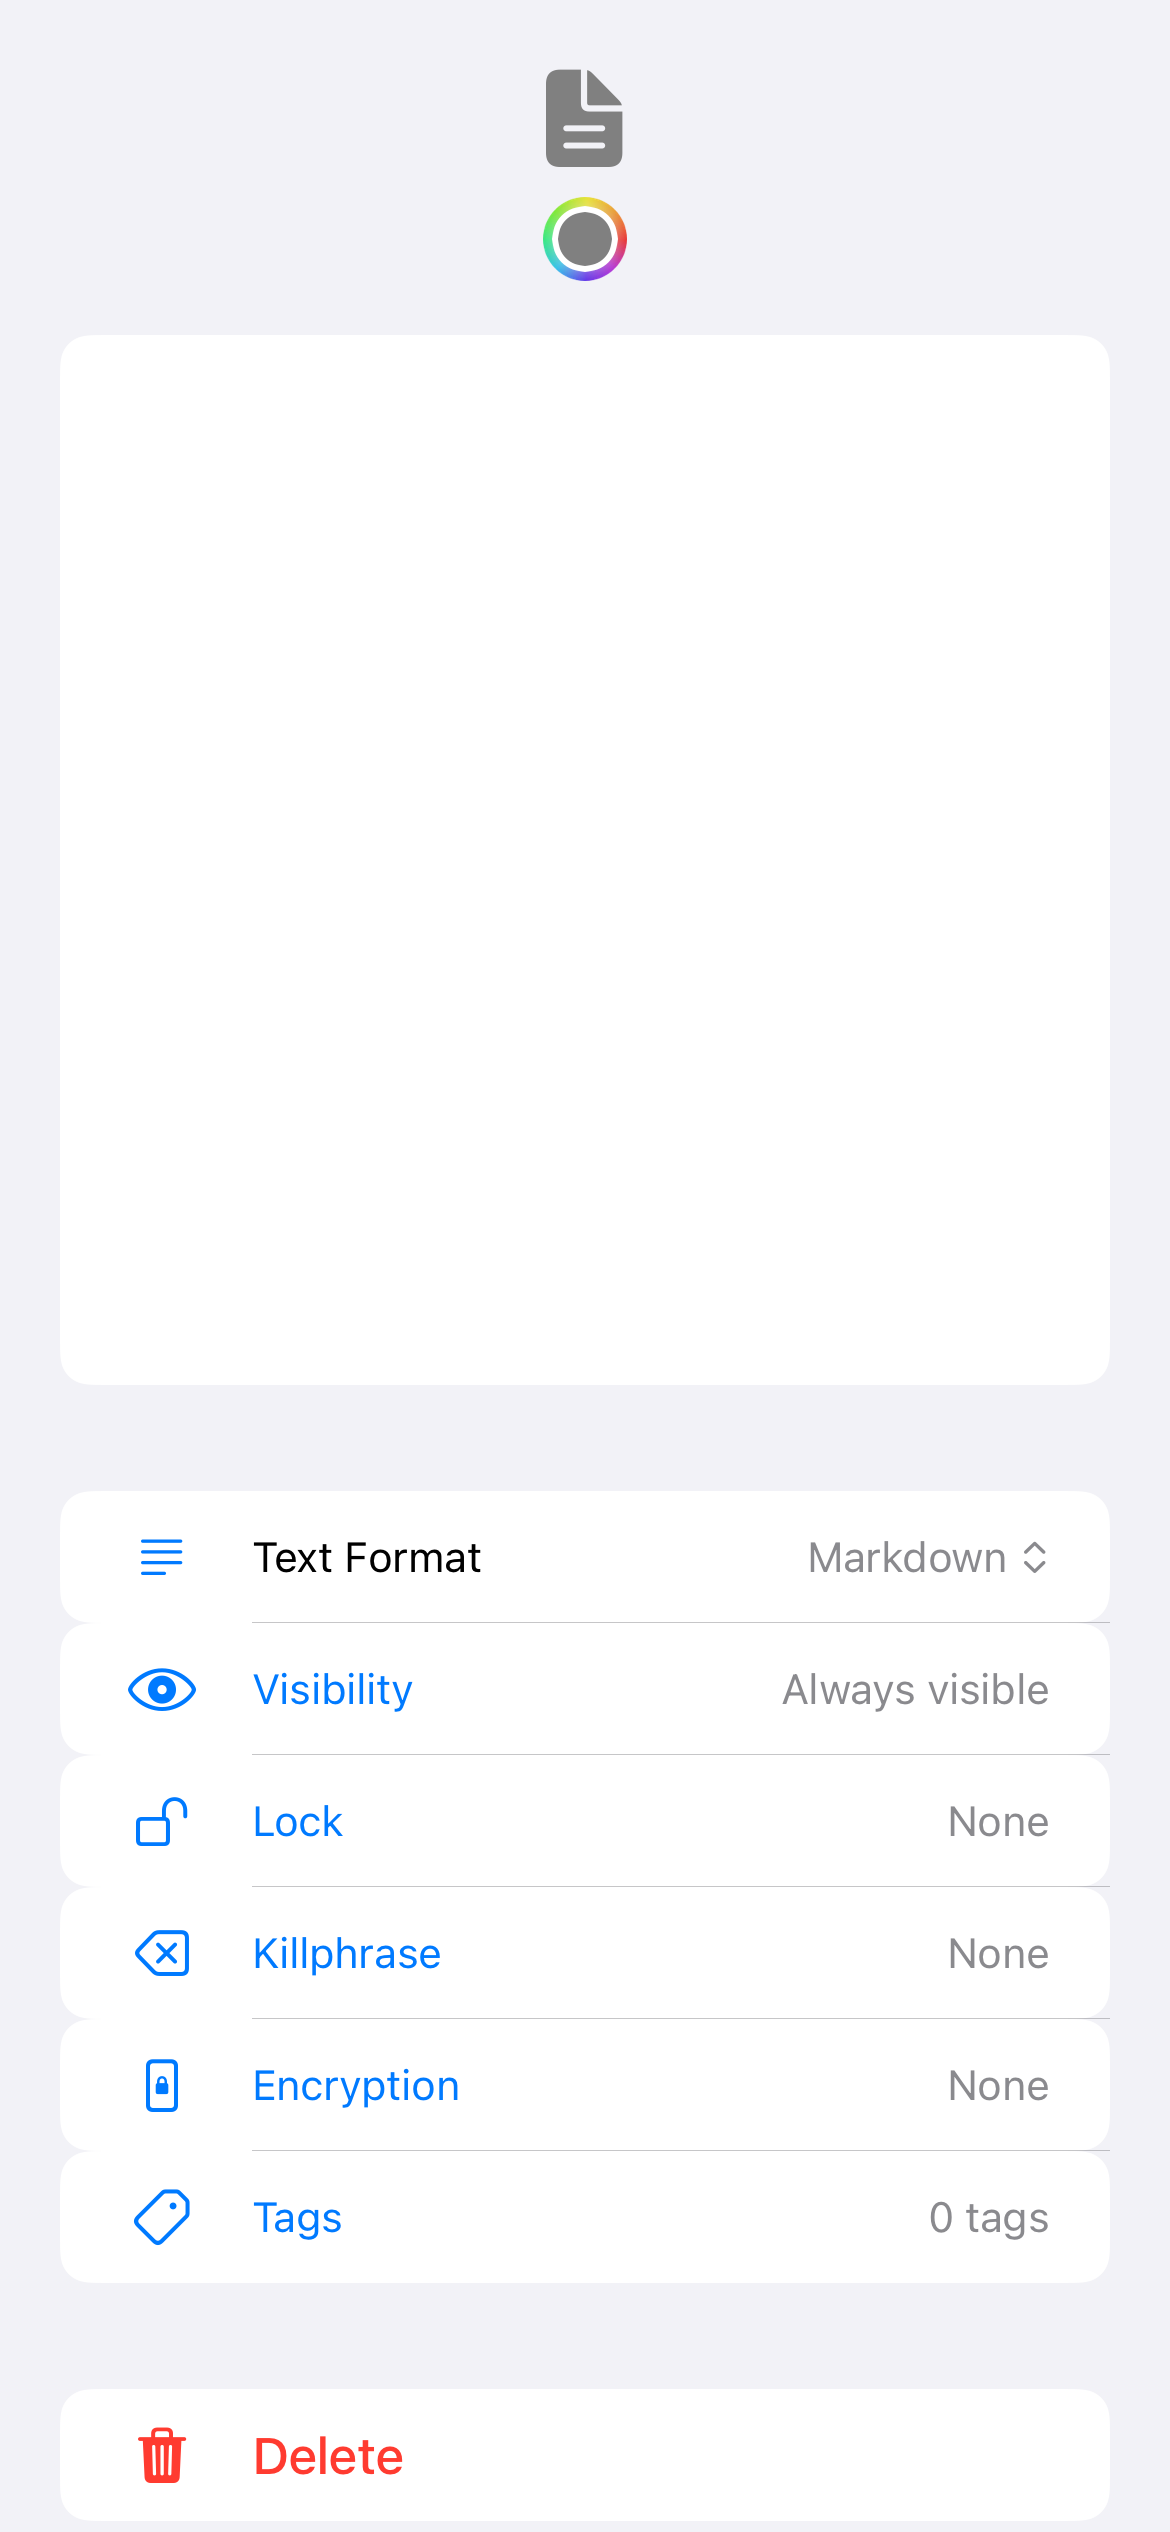 Text Format Markdown
Visibility Always visible
Lock None
Killphrase None
Encryption None
Tags 0 tags
Delete